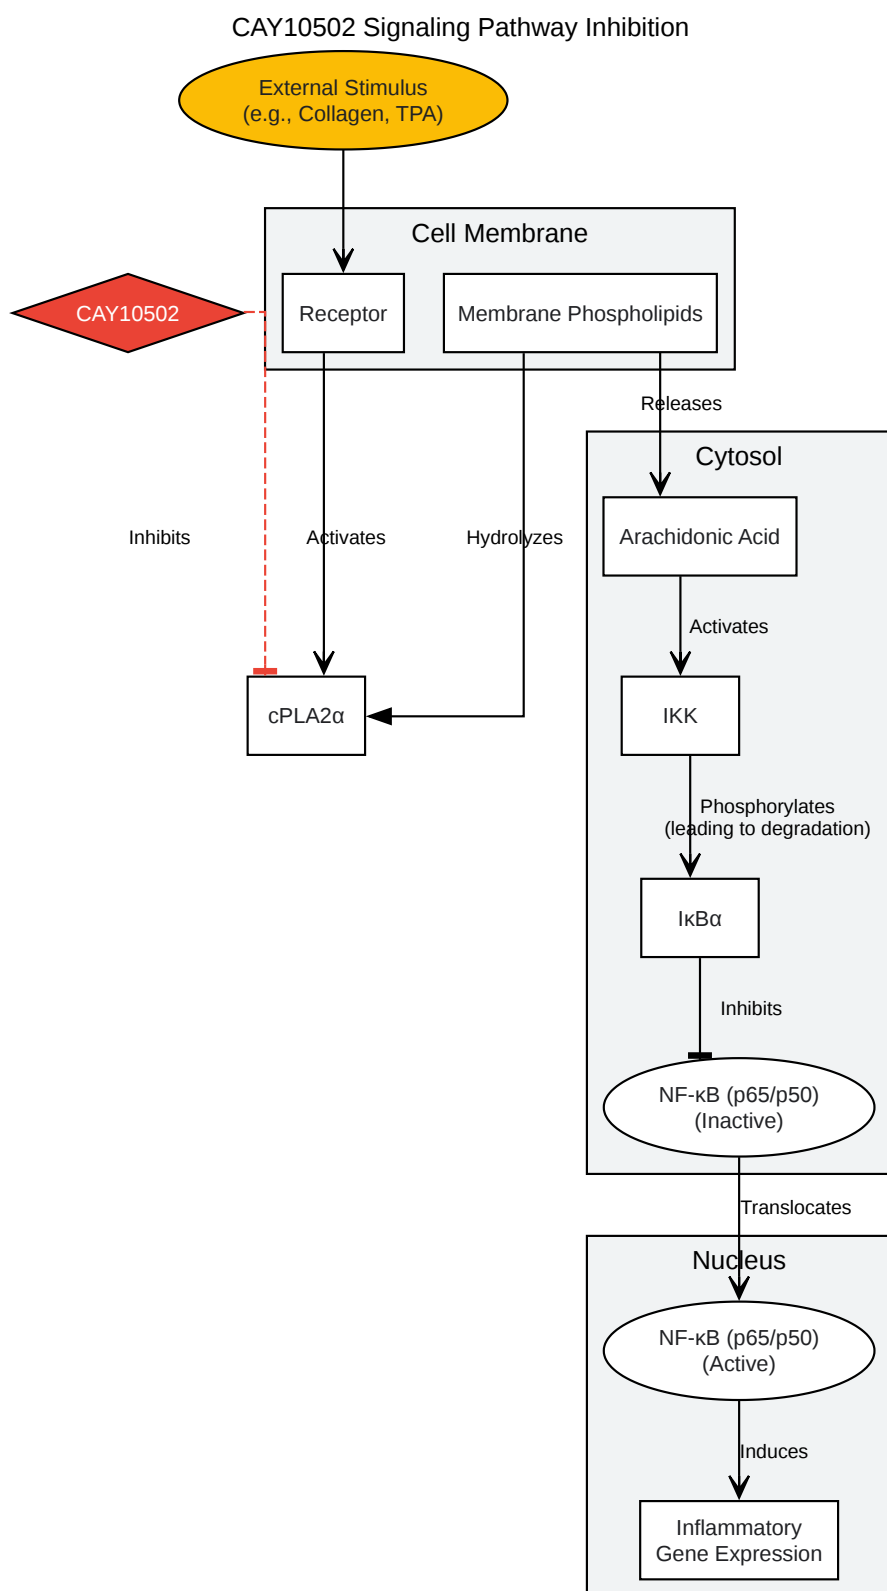 CAY10502 Signaling Pathway Inhibition
External Stimulus
(e.g., Collagen, TPA)
Cell Membrane
CAY10502
Receptor
Membrane Phospholipids
Releases
Cytosol
Inhibits
Activates
Hydrolyzes
Arachidonic Acid
Activates
cPLA2α
IKK
Phosphorylates
(leading to degradation)
IκBα
Inhibits
NF-κB (p65/p50)
(Inactive)
Translocates
Nucleus
NF-κB (p65/p50)
(Active)
Induces
Inflammatory
Gene Expression